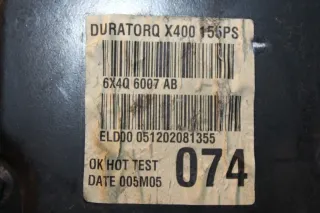 DURATORQ X400 155PS
6X4Q 6007 AB
ELD00 051202081355
OK HOT TEST 074
DATE 005M05